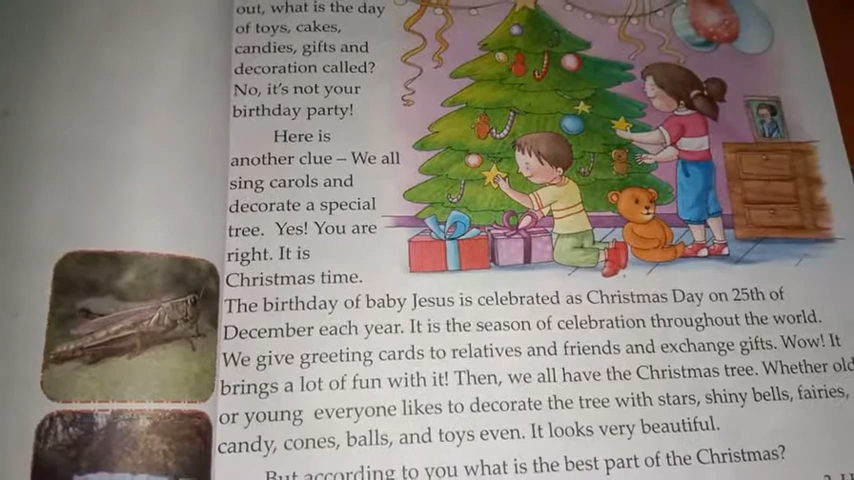 out, what is the day
of toys, cakes,
candies, gifts and
decoration called?
No, it's not your
birthday party!
Here is
another clue – We all
sing carols and
decorate a special
tree. Yes! You are
right. It is
Christmas time.
The birthday of baby Jesus is celebrated as Christmas Day on 25th of
December each year. It is the season of celebration throughout the world.
We give greeting cards to relatives and friends and exchange gifts. Wow! It
brings a lot of fun with it! Then, we all have the Christmas tree. Whether old
or young everyone likes to decorate the tree with stars, shiny bells, fairies,
candy, cones, balls, and toys even. It looks very beautiful.
But according to you what is the best part of the Christmas?